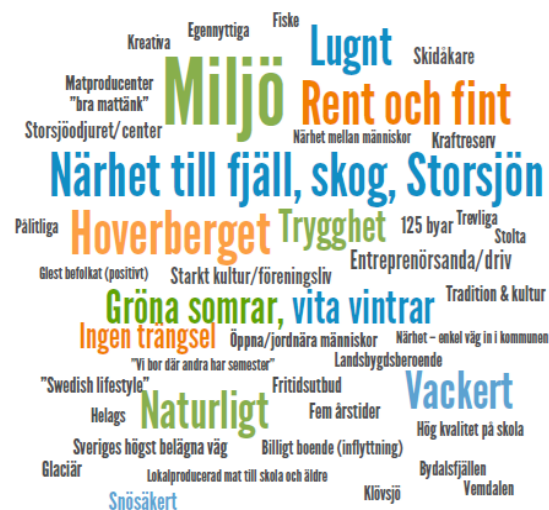 Fiske
Egennyttiga
Kreativa
Lugnt
Skidåkare
Miljö
Matproducenter
"bra mattänk"
Rent och fint
Storsjöodjuret/center
Närhet mellan människor
Kraftreserv
Närhet till fjäll, skog, Storsjön
Pålitliga
Hoverberget
Trygghet
125 byar
Trevliga
Stolta
Entreprenörsanda/driv
Glest befolkat (positivt)
Starkt kultur/föreningsliv
Gröna somrar, vita vintrar
Tradition & kultur
Ingen trängsel
Öppna/jordnära människor
Närhet – enkel väg in i kommunen
"Vi bor där andra har semester"
Landsbygdsberoende
"Swedish lifestyle"
Fritidsutbud
Vackert
Helags
Naturligt
Fem årstider
Hög kvalitet på skola
Sveriges högst belägna väg
Billigt boende (inflyttning)
Glaciär
Lokalproducerad mat till skola och äldre
Bydalsfjällen
Klövsjö
Vemdalen
Snösäkert